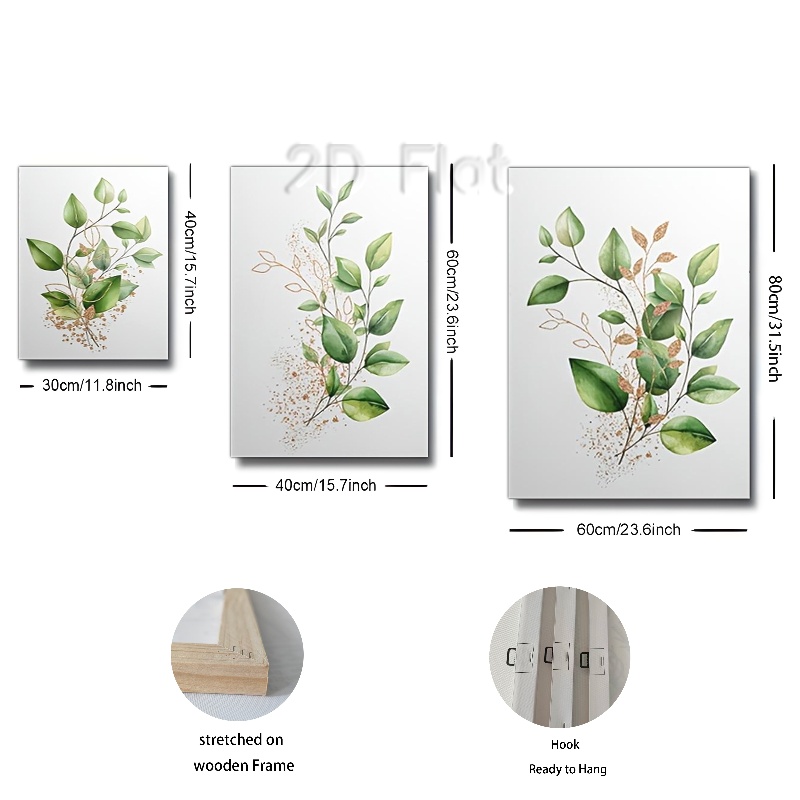 2D Flat
40cm/15.7inch
30cm/11.8inch
60cm/23.6inch
40cm/15.7inch
80cm/31.5inch
60cm/23.6inch
stretched on
wooden Frame
Hook
Ready to Hang